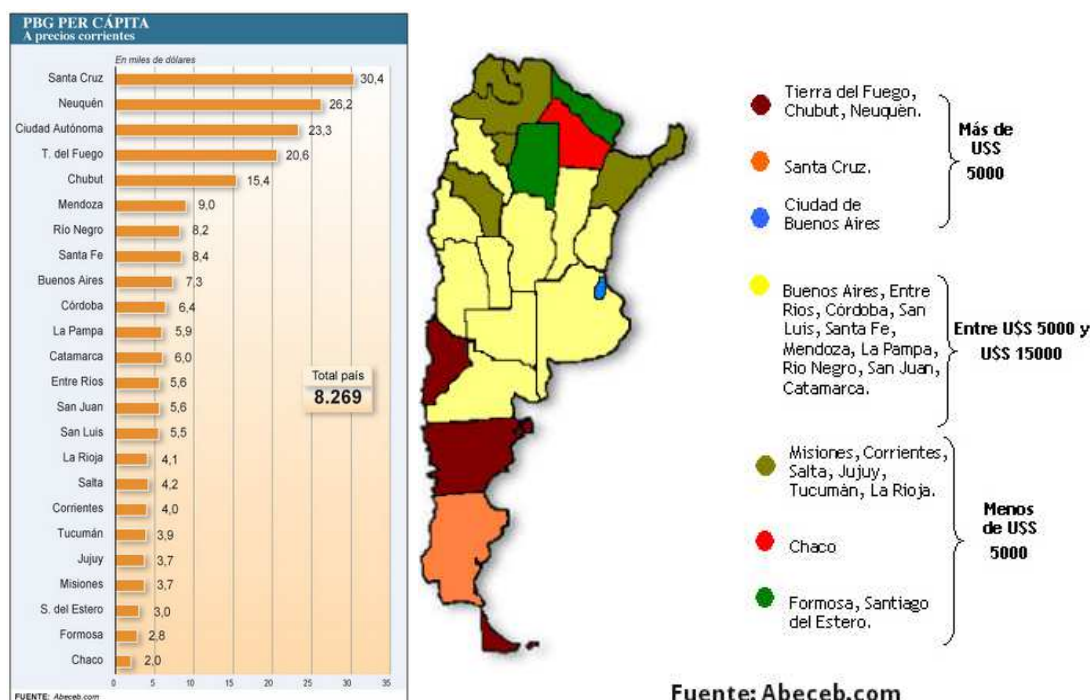 PBG PER CÁPITA
A precios corrientes
En miles de dólares
Santa Cruz 30,4
Neuquén 26,2
Ciudad Autónoma 23,3
T. del Fuego 20,6
Chubut 15,4
Mendoza 9,0
Río Negro 8,2
Santa Fe 8,4
Buenos Aires 7,3
Córdoba 6,4
La Pampa 5,9
Catamarca 6,0
Entre Ríos 5,6
San Juan 5,6
San Luis 5,5
La Rioja 4,1
Salta 4,2
Corrientes 4,0
Tucumán 3,9
Jujuy 3,7
Misiones 3,7
S. del Estero 3,0
Formosa 2,8
Chaco 2,0
0 5 10 15 20 25 30 35
Total país
8.269
FUENTE: Abeceb.com
Tierra del Fuego,
Chubut, Neuquèn.
Santa Cruz.
Ciudad de
Buenos Aires
Más de
U$S
5000
Buenos Aires, Entre
Rìos, Còrdoba, San
Luis, Santa Fe,
Mendoza, La Pampa,
Rìo Negro, San Juan,
Catamarca.
Entre U$S 5000 y
U$S 15000
Misiones, Corrientes,
Salta, Jujuy,
Tucumàn, La Rioja.
Chaco
Formosa, Santiago
del Estero.
Menos
de U$S
5000
Fuente: Abeceb.com